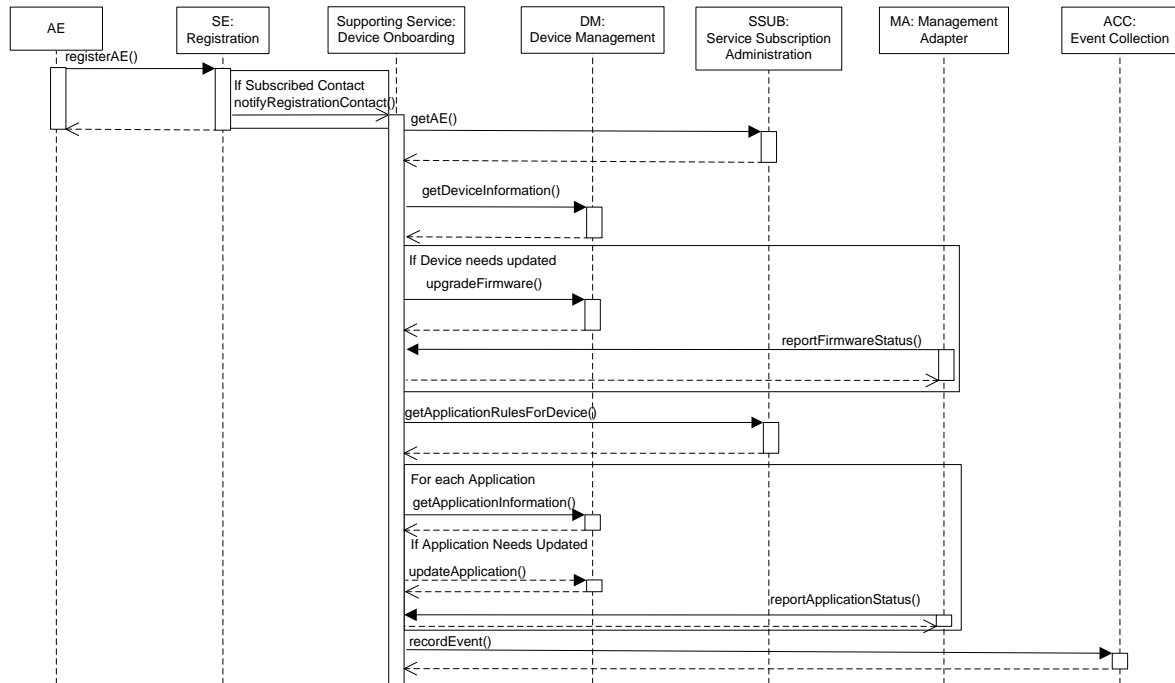 AE
SE:
Registration
Supporting Service:
Device Onboarding
DM:
Device Management
SSUB:
Service Subscription
Administration
MA: Management
Adapter
ACC:
Event Collection
registerAE()
If Subscribed Contact
notifyRegistrationContact()
getAE()
getDeviceInformation()
If Device needs updated
upgradeFirmware()
reportFirmwareStatus()
getApplicationRulesForDevice()
For each Application
getApplicationInformation()
If Application Needs Updated
updateApplication()
reportApplicationStatus()
recordEvent()